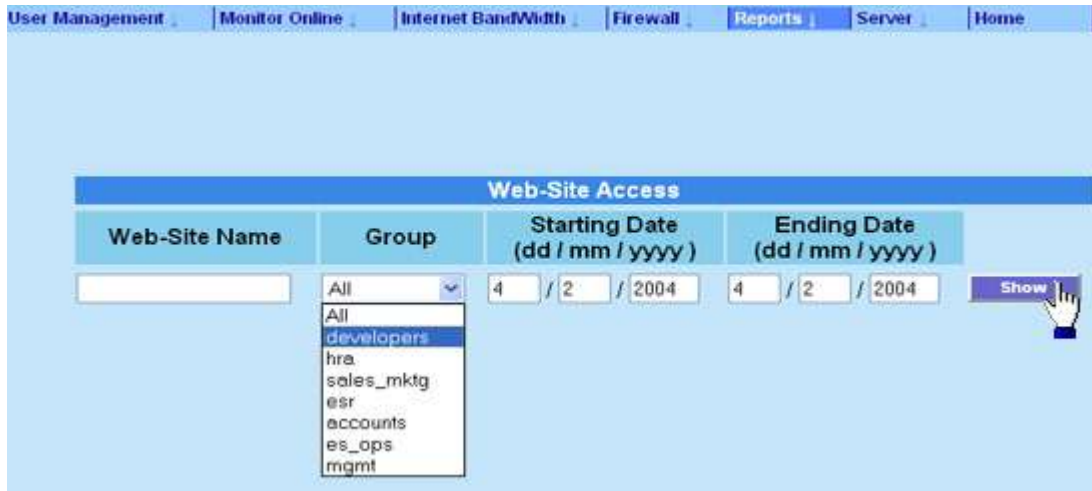 User Management ↓ Monitor Online ↓ Internet BandWidth ↓ Firewall ↓ Reports ↓ Server ↓ Home
Web-Site Access
Web-Site Name Group Starting Date (dd / mm / yyyy ) Ending Date (dd / mm / yyyy )
All 4 / 2 / 2004 4 / 2 / 2004 Show
All
developers
hra
sales_mktg
esr
accounts
es_ops
mgmt